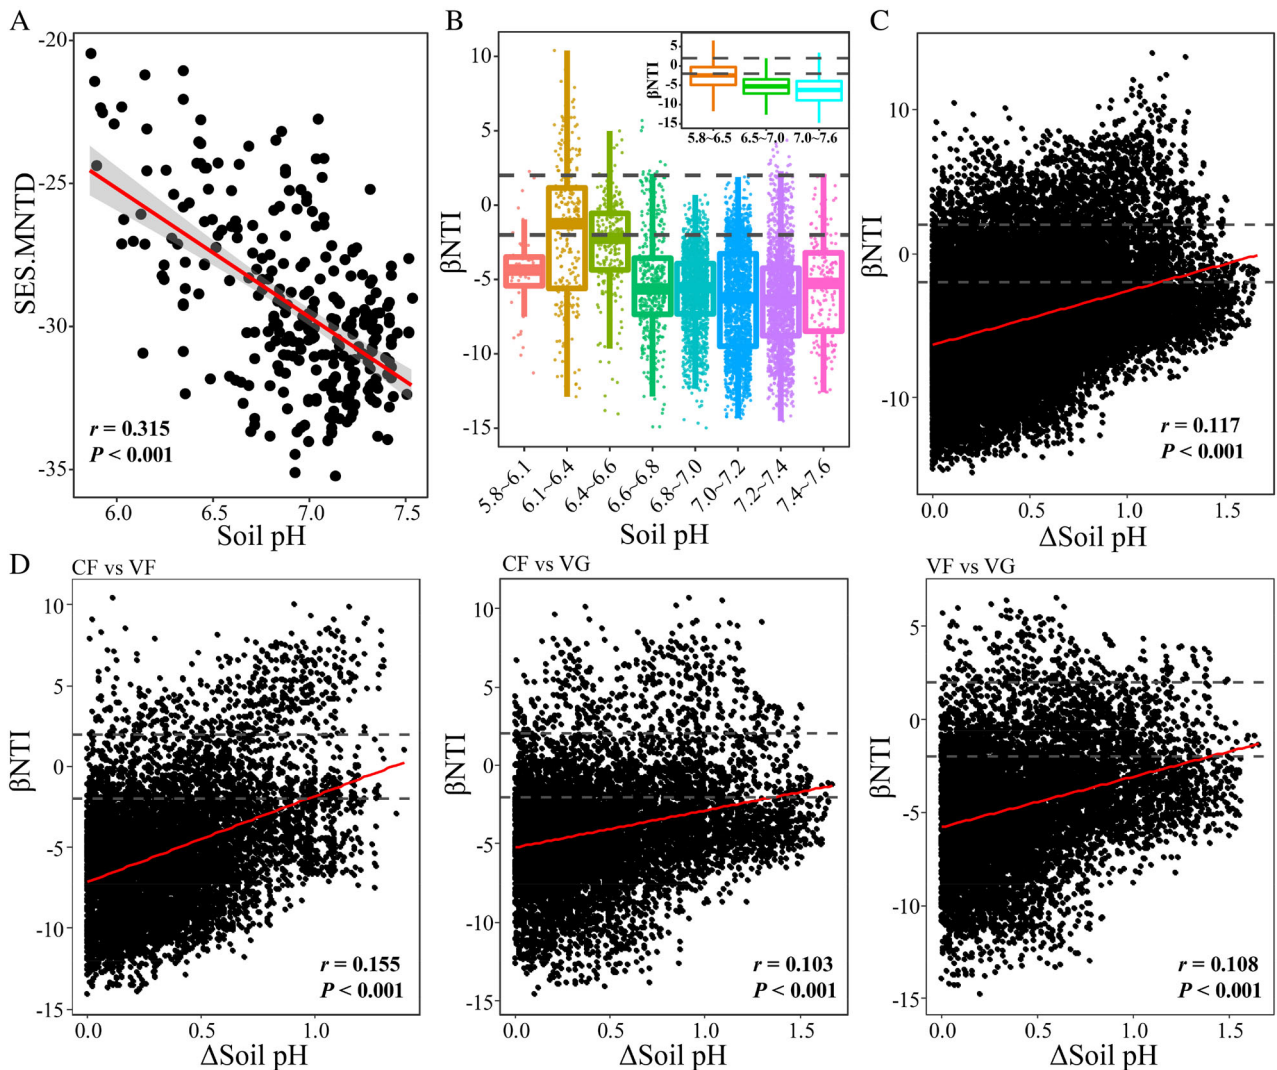 A
-20
-25
-30
-35
SES.MNTD
r = 0.315
P < 0.001
6.0
6.5
7.0
7.5
Soil pH
B
10
5
0
-5
-10
-15
βNTI
5
0
-5
-10
-15
βNTI
5.8~6.5
6.5~7.0
7.0~7.6
5.8~6.1
6.1~6.4
6.4~6.6
6.6~6.8
6.8~7.0
7.0~7.2
7.2~7.4
7.4~7.6
Soil pH
C
10
0
-10
βNTI
r = 0.117
P < 0.001
0.0
0.5
1.0
1.5
ΔSoil pH
D
CF vs VF
10
5
0
-5
-10
-15
βNTI
r = 0.155
P < 0.001
0.0
0.5
1.0
ΔSoil pH
CF vs VG
10
5
0
-5
-10
-15
βNTI
r = 0.103
P < 0.001
0.0
0.5
1.0
1.5
ΔSoil pH
VF vs VG
5
0
-5
-10
-15
βNTI
r = 0.108
P < 0.001
0.0
0.5
1.0
1.5
ΔSoil pH